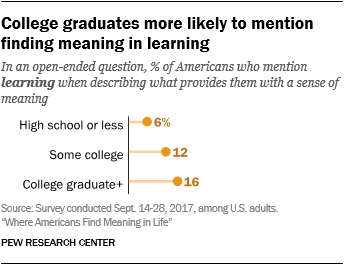 College graduates more likely to mention
finding meaning in learning
In an open-ended question, % of Americans who mention
learning when describing what provides them with a sense of
meaning
High school or less 6%
Some college 12
College graduate+ 16
Source: Survey conducted Sept. 14-28, 2017, among U.S. adults.
“Where Americans Find Meaning in Life”
PEW RESEARCH CENTER